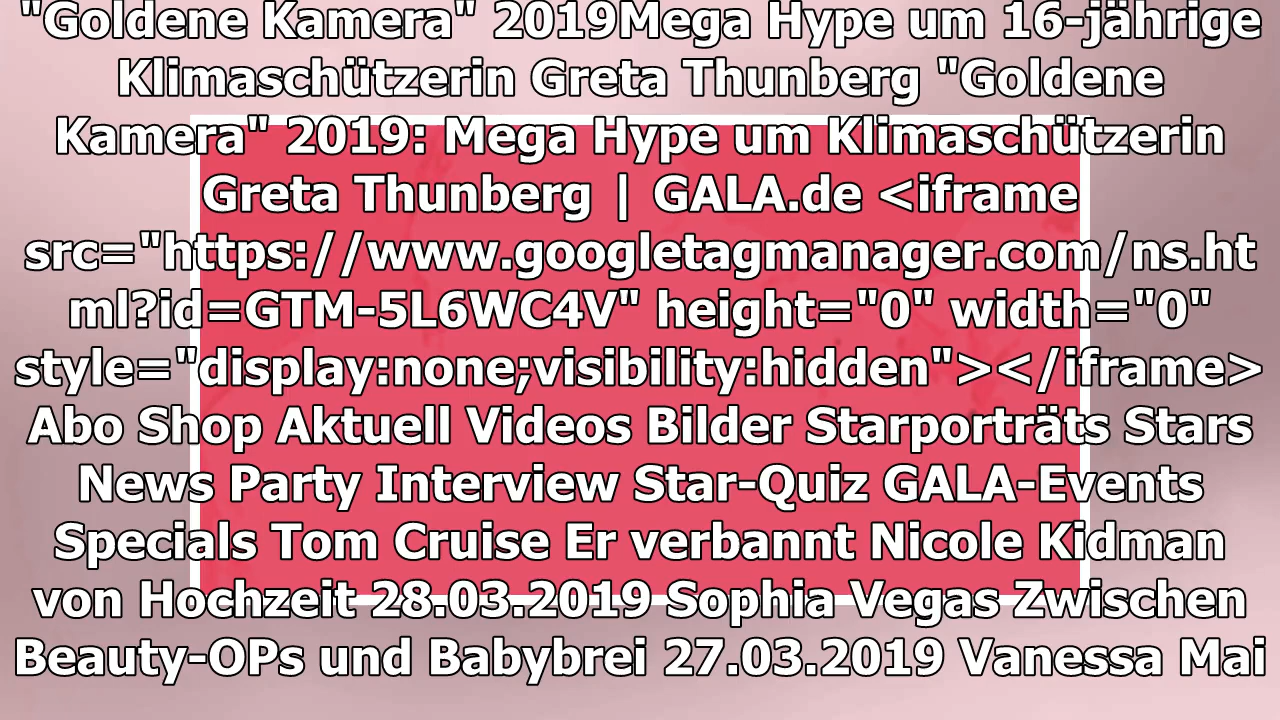 "Goldene Kamera" 2019Mega Hype um 16-jährige
Klimaschützerin Greta Thunberg "Goldene
Kamera" 2019: Mega Hype um Klimaschützerin
Greta Thunberg | GALA.de <iframe
src="https://www.googletagmanager.com/ns.ht
ml?id=GTM-5L6WC4V" height="0" width="0"
style="display:none;visibility:hidden"></iframe>
Abo Shop Aktuell Videos Bilder Starporträts Stars
News Party Interview Star-Quiz GALA-Events
Specials Tom Cruise Er verbannt Nicole Kidman
von Hochzeit 28.03.2019 Sophia Vegas Zwischen
Beauty-OPs und Babybrei 27.03.2019 Vanessa Mai